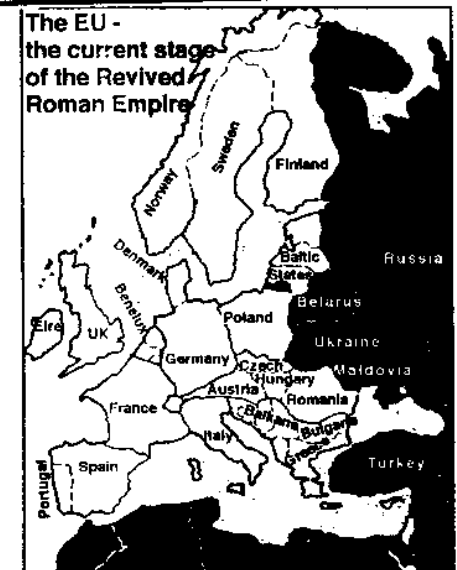 The EU -
the current stage
of the Revived
Roman Empire
Norway
Sweden
Finland
Baltic
States
Russia
Denmark
Belarus
Eire
UK
Benelux
Poland
Ukraine
Germany
Czech
Hungary
Maldovia
Austria
Romania
France
Balkans
Bulgaria
Italy
Greece
Portugal
Spain
Turkey